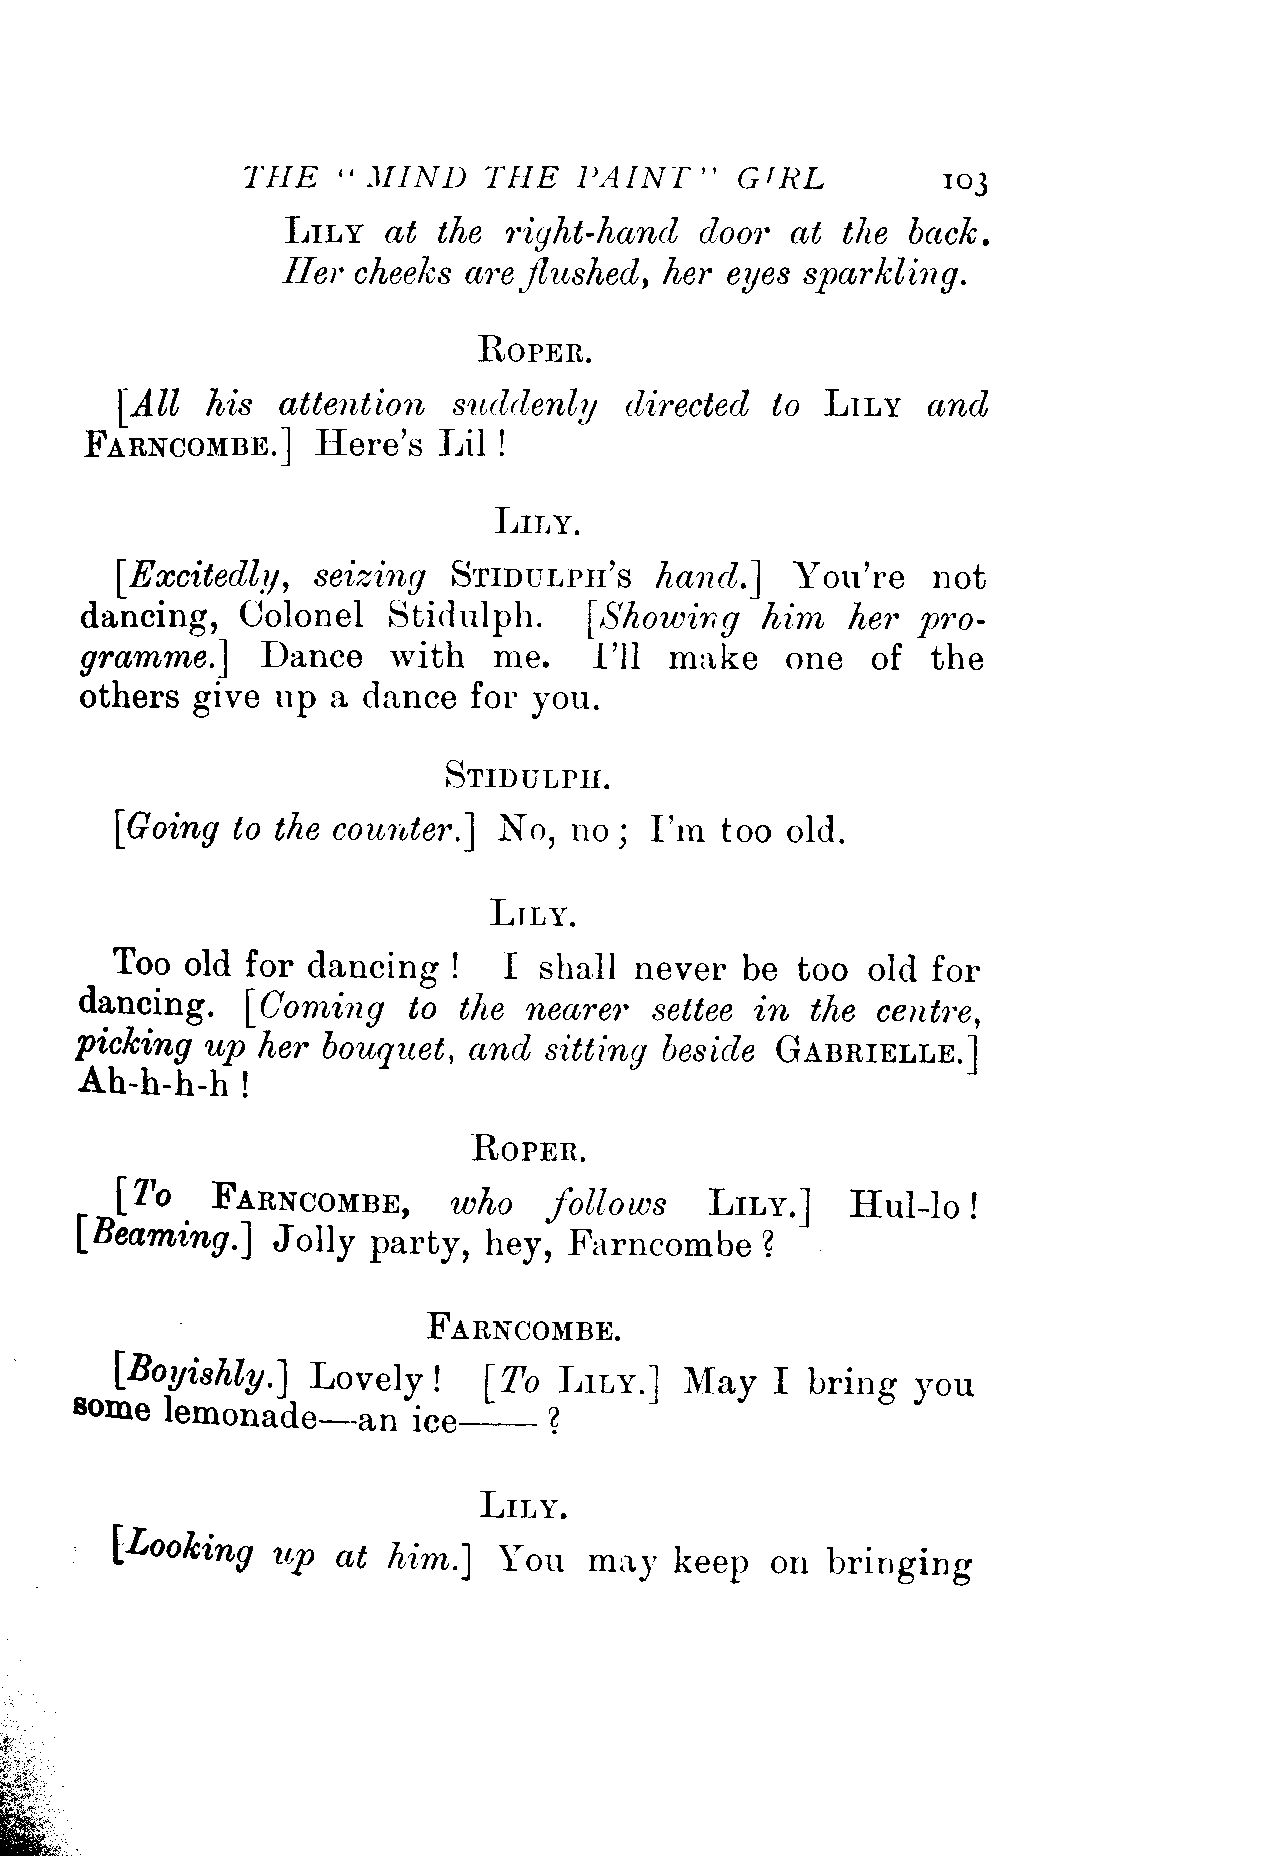 THE "MIND THE PAINT" GIRL 103
LILY at the right-hand door at the back.
Her cheeks are flushed, her eyes sparkling.
ROPER.
[All his attention suddenly directed to LILY and
FARNCOMBE.] Here's Lil!
LILY.
[Excitedly, seizing STIDULPH'S hand.] You're not
dancing, Colonel Stidulph. [Showing him her pro-
gramme.] Dance with me. I'll make one of the
others give up a dance for you.
STIDULPH.
[Going to the counter.] No, no; I'm too old.
LILY.
Too old for dancing! I shall never be too old for
dancing. [Coming to the nearer settee in the centre,
picking up her bouquet, and sitting beside GABRIELLE.]
Ah-h-h-h!
ROPER.
[To FARNCOMBE, who follows LILY.] Hul-lo!
[Beaming.] Jolly party, hey, Farncombe?
FARNCOMBE.
[Boyishly.] Lovely! [To LILY.] May I bring you
some lemonade—an ice——?
LILY.
[Looking up at him.] You may keep on bringing